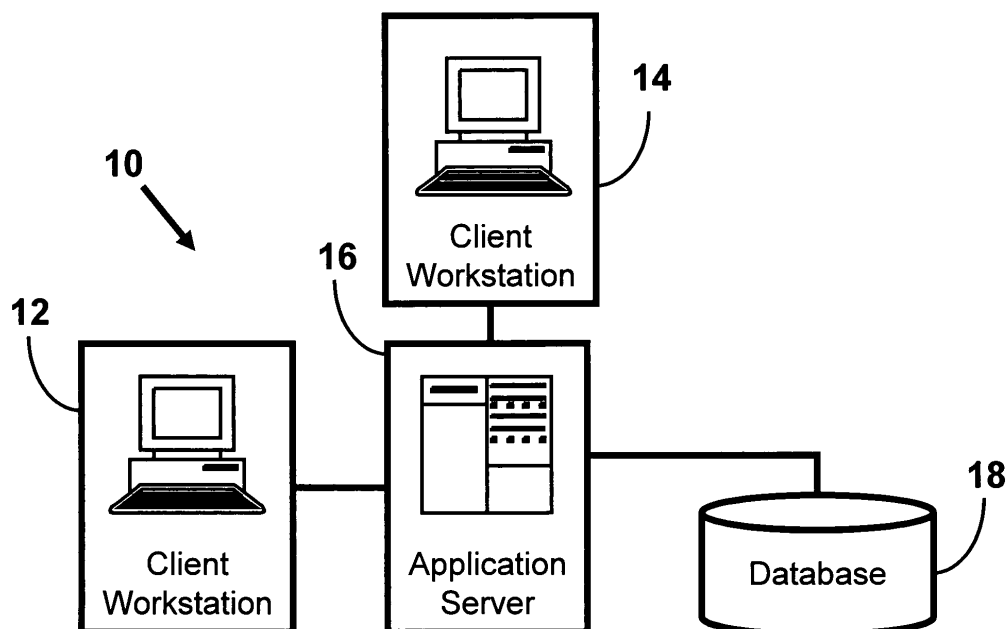 14
Client
Workstation
10
16
12
Client
Workstation
Application
Server
18
Database